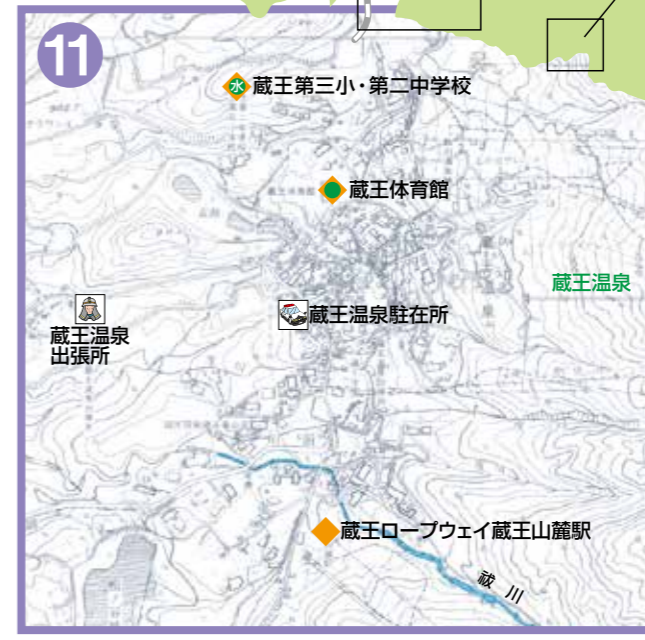 11
水 蔵王第三小・第二中学校
蔵王体育館
蔵王温泉
蔵王温泉駐在所
蔵王温泉
出張所
蔵王ロープウェイ蔵王山麓駅
祓川